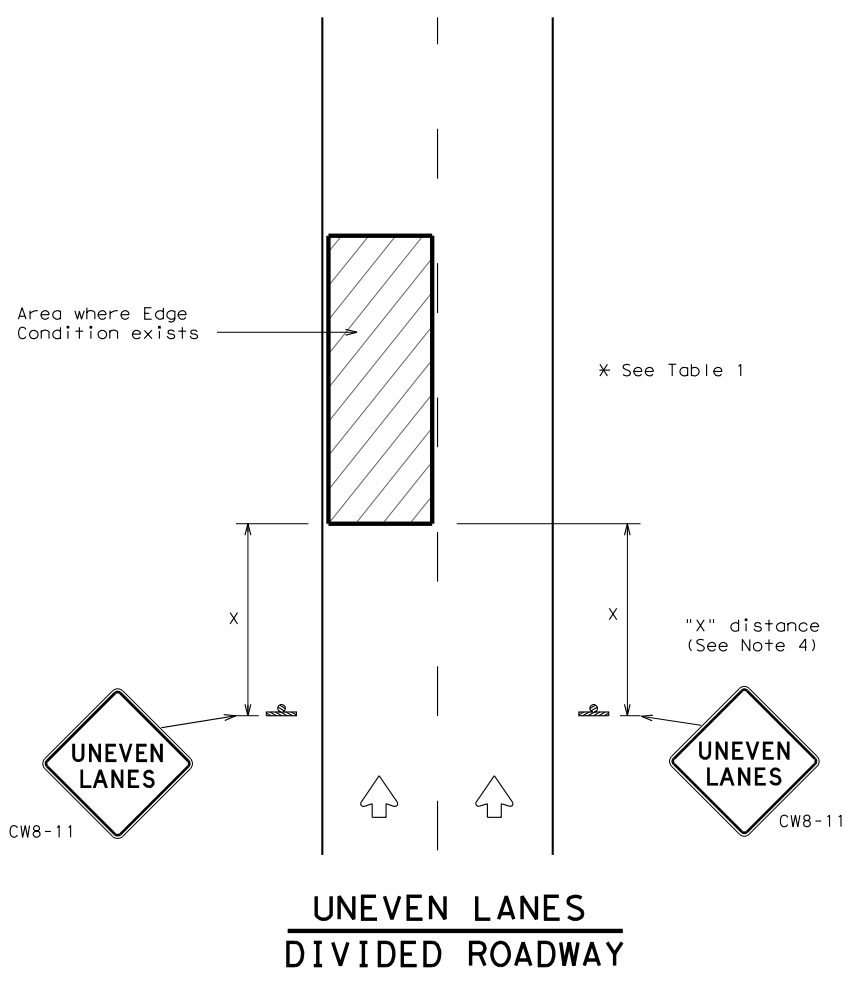 Area where Edge
Condition exists
* See Table 1
X
X
"X" distance
(See Note 4)
UNEVEN
LANES
CW8-11
UNEVEN
LANES
CW8-11
UNEVEN LANES
DIVIDED ROADWAY